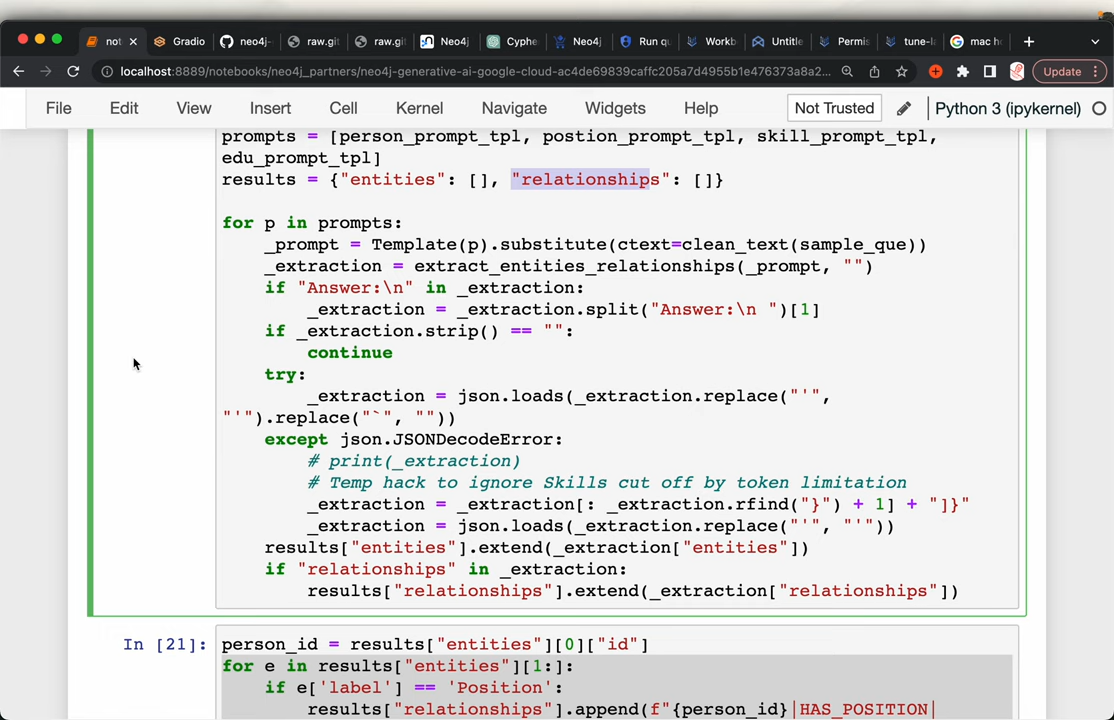 not
Gradio
neo4j-
raw.git
raw.git
Neo4j
Cyphe
Neo4j
Run qu
Workb
Untitle
Permis
tune-l
mac h
localhost:8889/notebooks/neo4j_partners/neo4j-generative-ai-google-cloud-ac4de69839caffc205a7d4955b1e476373a8a2...
Update
File Edit View Insert Cell Kernel Navigate Widgets Help Not Trusted Python 3 (ipykernel)
prompts = [person_prompt_tpl, postion_prompt_tpl, skill_prompt_tpl,
edu_prompt_tpl]
results = {"entities": [], "relationships": []}
for p in prompts:
_prompt = Template(p).substitute(ctext=clean_text(sample_que))
_extraction = extract_entities_relationships(_prompt, "")
if "Answer:\n" in _extraction:
_extraction = _extraction.split("Answer:\n ")[1]
if _extraction.strip() == "":
continue
try:
_extraction = json.loads(_extraction.replace("'",
"'").replace("`", ""))
except json.JSONDecodeError:
# print(_extraction)
# Temp hack to ignore Skills cut off by token limitation
_extraction = _extraction[: _extraction.rfind("}") + 1] + "]}"
_extraction = json.loads(_extraction.replace("'", "'"))
results["entities"].extend(_extraction["entities"])
if "relationships" in _extraction:
results["relationships"].extend(_extraction["relationships"])
In [21]: person_id = results["entities"][0]["id"]
for e in results["entities"][1:]:
if e['label'] == 'Position':
results["relationships"].append(f"{person_id}|HAS_POSITION|